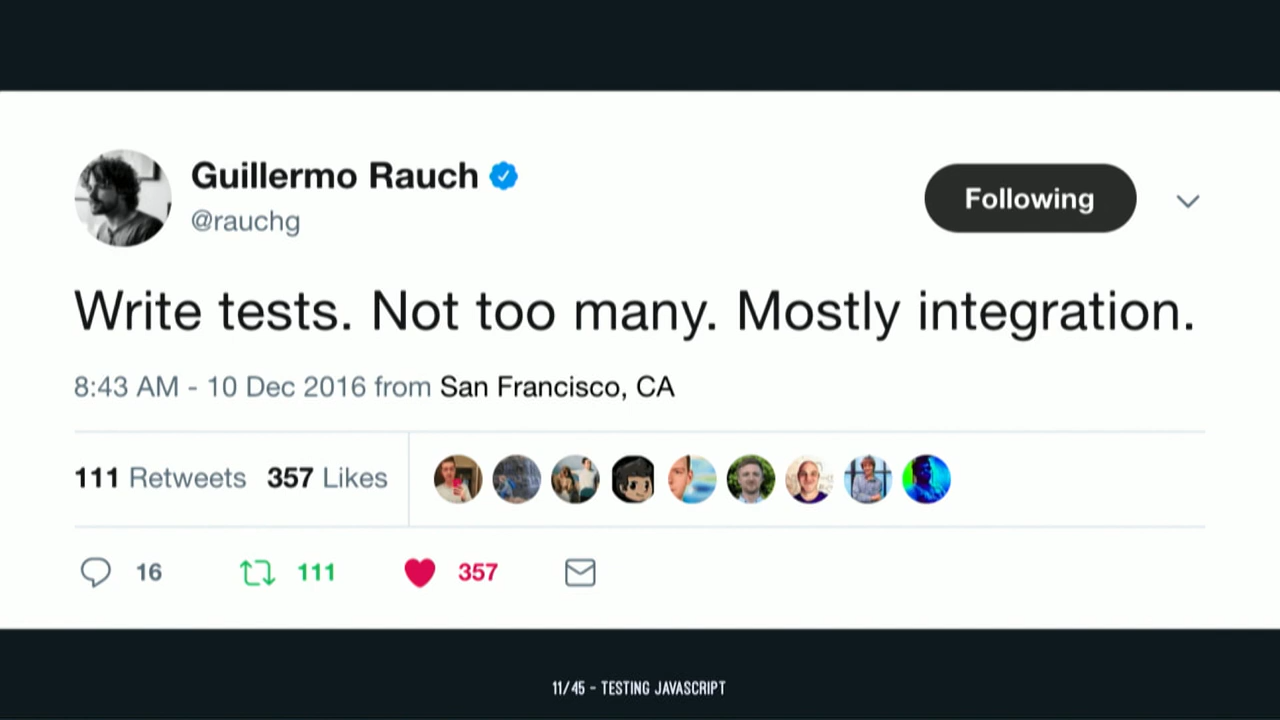 Guillermo Rauch
@rauchg
Following
Write tests. Not too many. Mostly integration.
8:43 AM - 10 Dec 2016 from San Francisco, CA
111 Retweets 357 Likes
16 111 357
11/45 - TESTING JAVASCRIPT